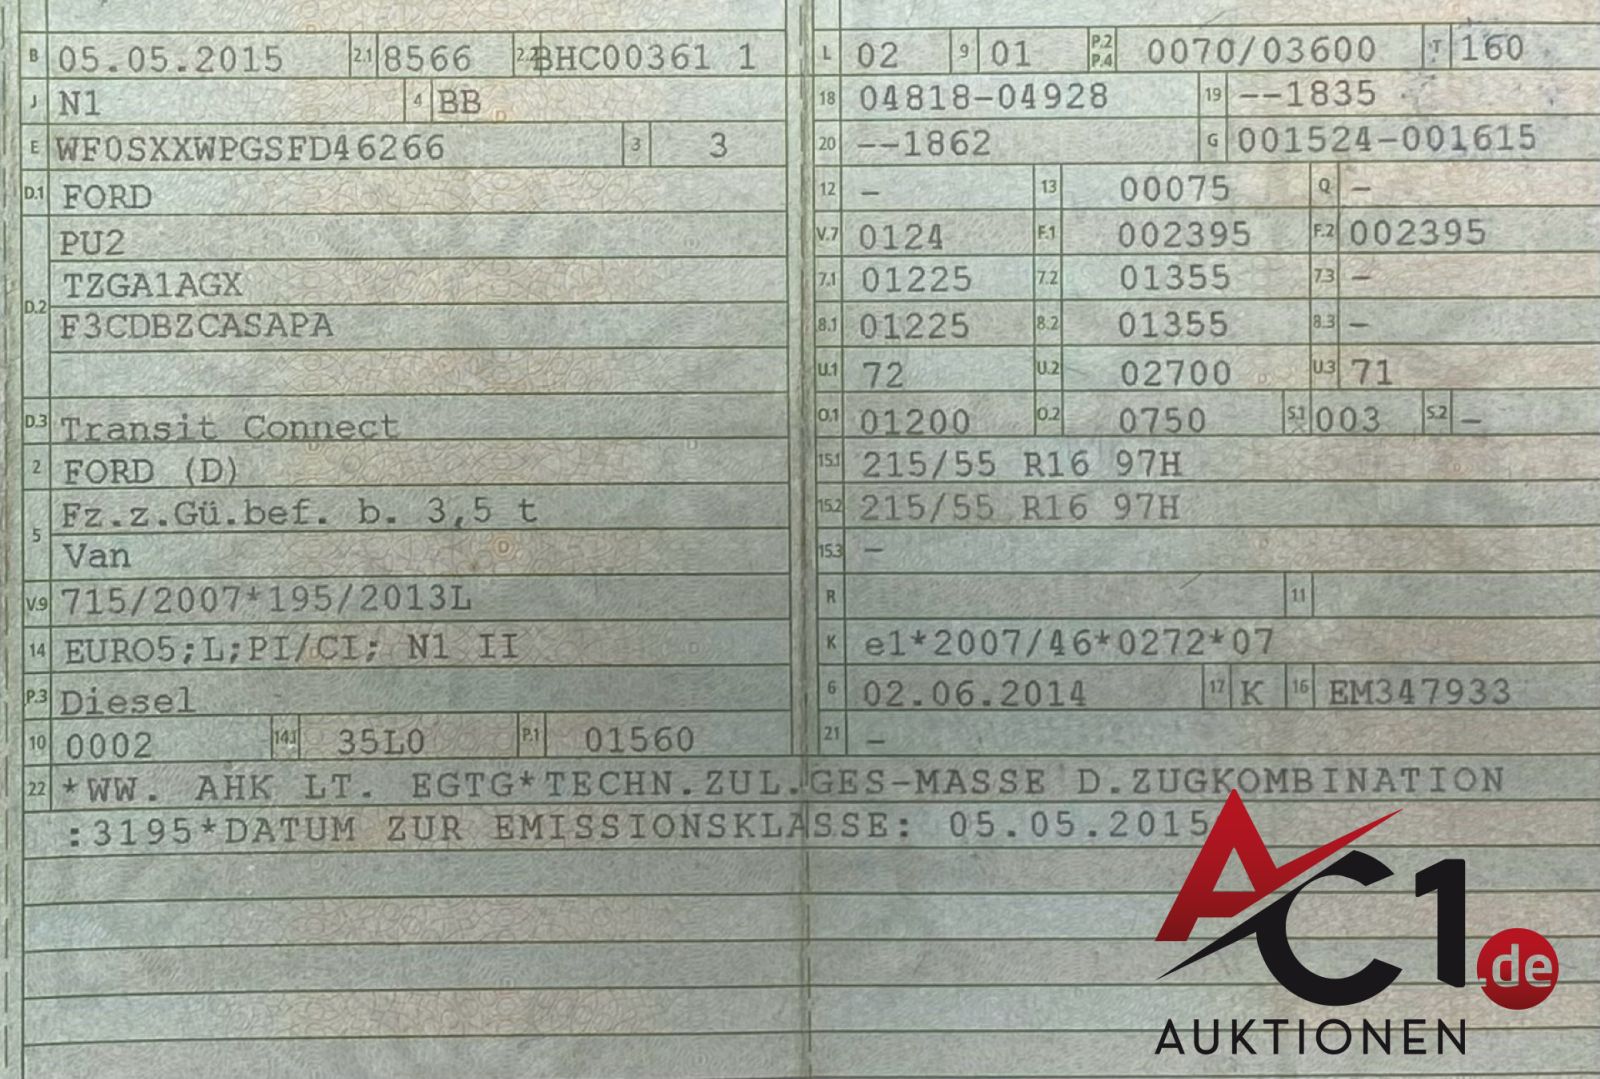 B 05.05.2015 2.1 8566 2.2 BHC00361 1
J N1 4 BB
E WF0SXXWPGSFD46266 3 3
D.1 FORD
PU2
TZGA1AGX
D.2
F3CDBZCASAPA
D.3 Transit Connect
2 FORD (D)
Fz.z.Gü.bef. b. 3,5 t
5
Van
V.9 715/2007*195/2013L
14 EURO5;L;PI/CI; N1 II
P.3 Diesel
10 0002 14.1 35L0 P.1 01560
L 02 9 01 P.2 P.4 0070/03600 T 160
18 04818-04928 19 --1835
20 --1862 G 001524-001615
12 - 13 00075 Q -
V.7 0124 F.1 002395 F.2 002395
7.1 01225 7.2 01355 7.3 -
8.1 01225 8.2 01355 8.3 -
U.1 72 U.2 02700 U.3 71
O.1 01200 O.2 0750 S.1 003 S.2 -
15.1 215/55 R16 97H
15.2 215/55 R16 97H
15.3 -
R 11
K e1*2007/46*0272*07
6 02.06.2014 17 K 16 EM347933
21 -
22 *WW. AHK LT. EGTG*TECHN.ZUL.GES-MASSE D.ZUGKOMBINATION
:3195*DATUM ZUR EMISSIONSKLASSE: 05.05.2015
AC1.de
AUKTIONEN